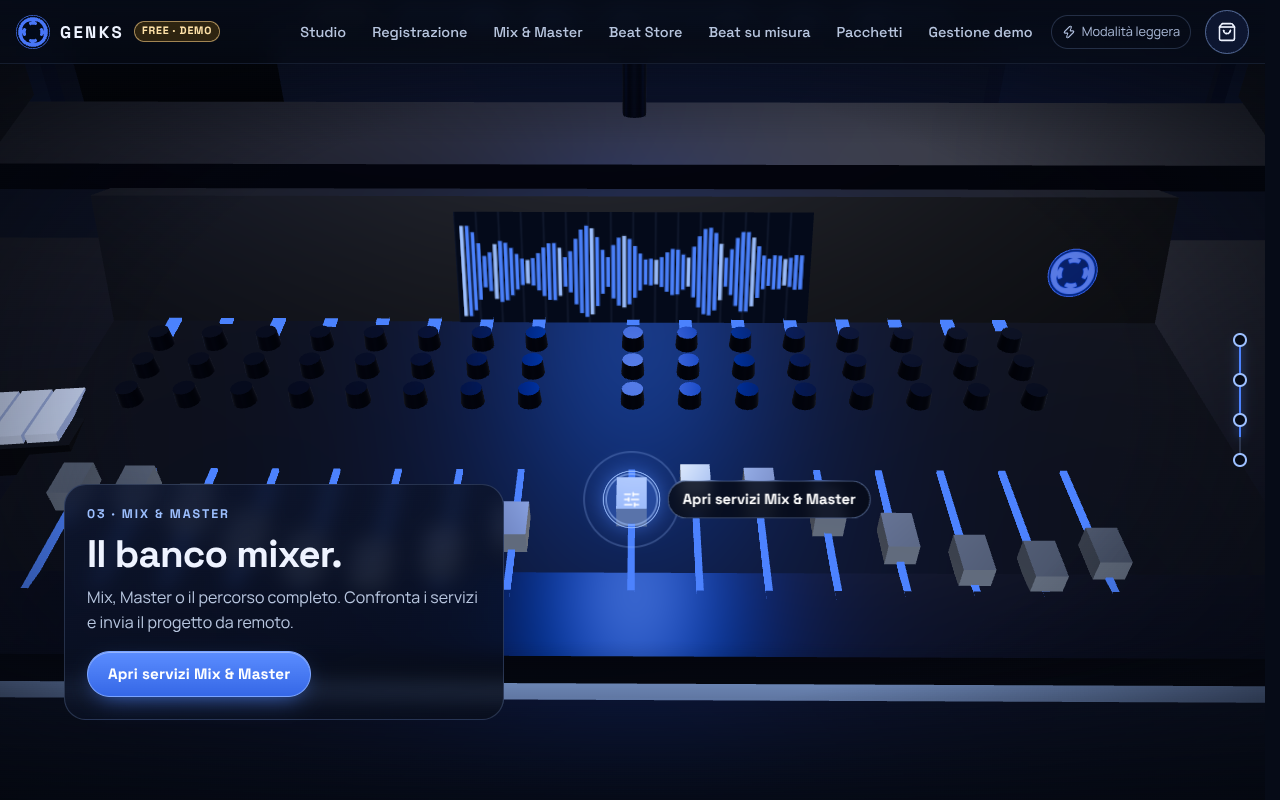 GENKS
FREE · DEMO
Studio
Registrazione
Mix & Master
Beat Store
Beat su misura
Pacchetti
Gestione demo
Modalità leggera
Apri servizi Mix & Master
03 · MIX & MASTER
Il banco mixer.
Mix, Master o il percorso completo. Confronta i servizi
e invia il progetto da remoto.
Apri servizi Mix & Master